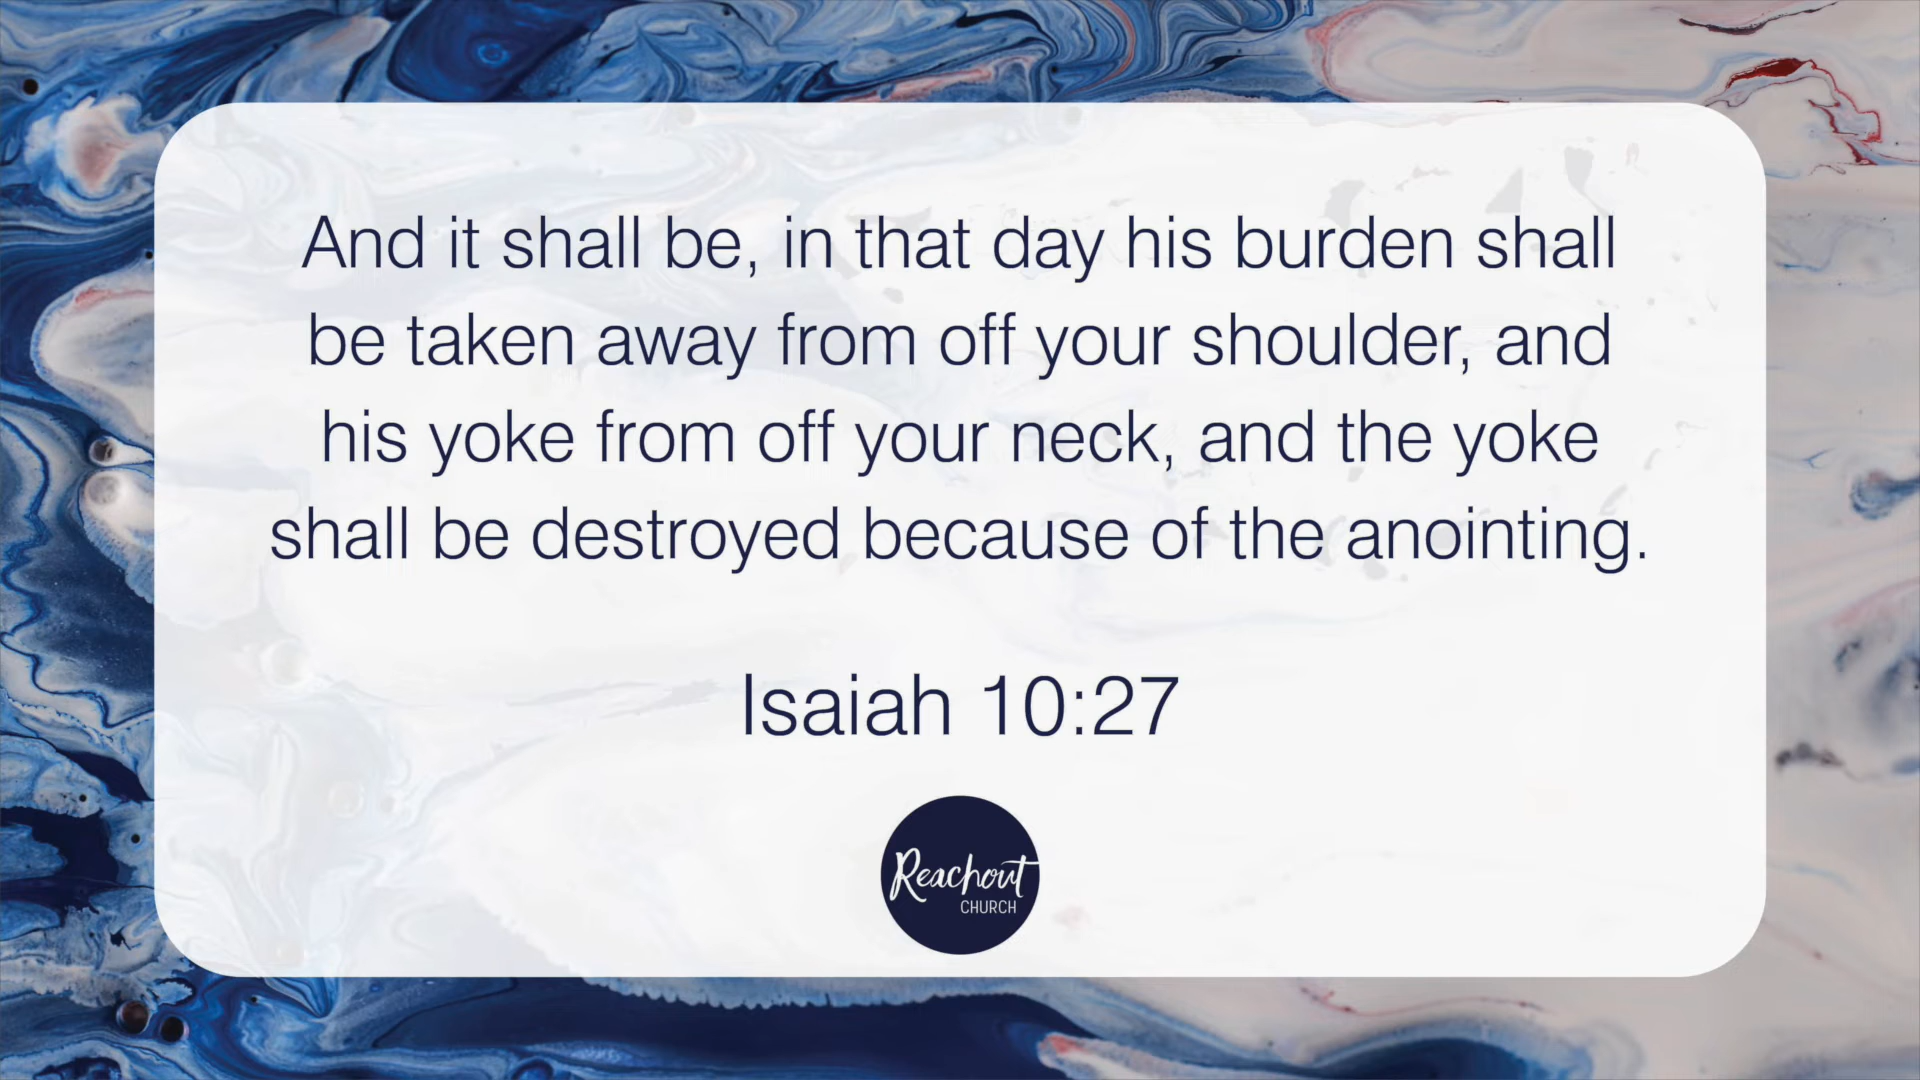 And it shall be, in that day his burden shall
be taken away from off your shoulder, and
his yoke from off your neck, and the yoke
shall be destroyed because of the anointing.
Isaiah 10:27
Reachout
CHURCH